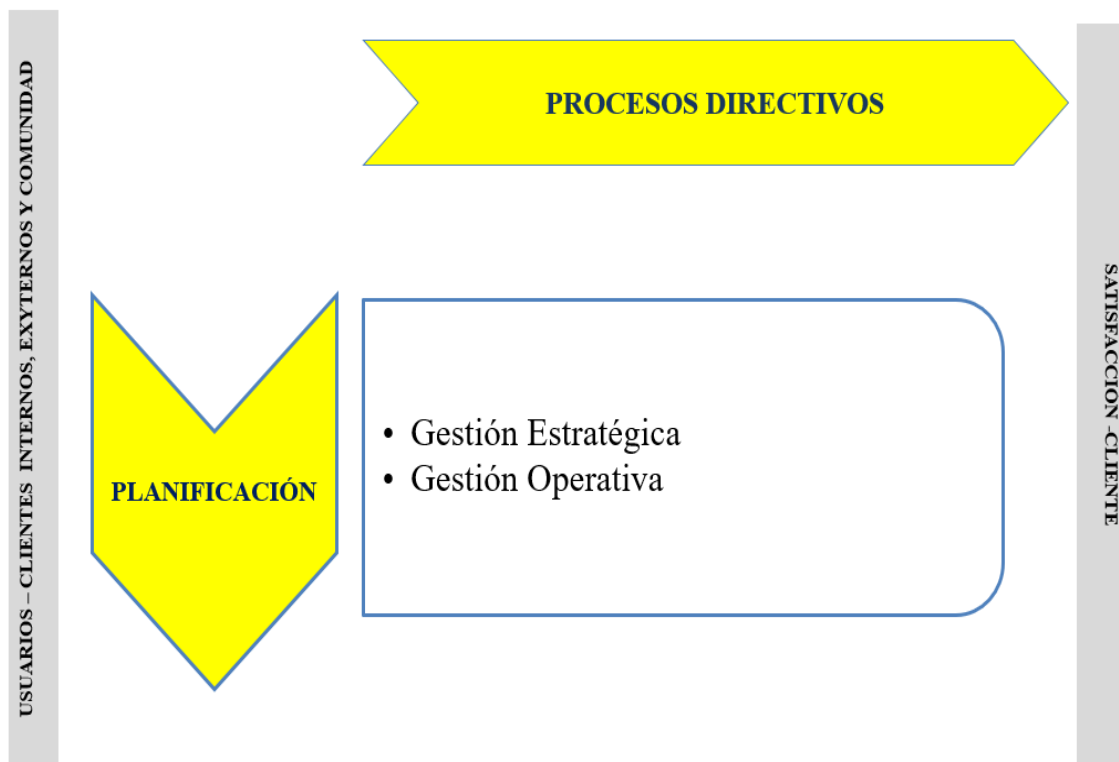 USUARIOS – CLIENTES INTERNOS, EXYTERNOS Y COMUNIDAD
PROCESOS DIRECTIVOS
PLANIFICACIÓN
• Gestión Estratégica
• Gestión Operativa
SATISFACCION -CLIENTE